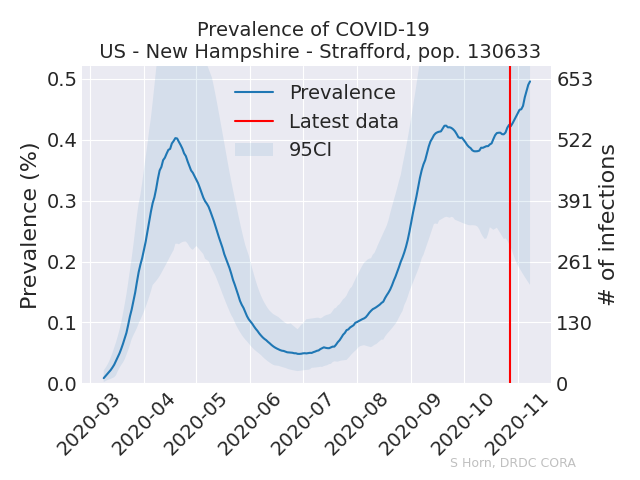 Prevalence of COVID-19
US - New Hampshire - Strafford, pop. 130633
Prevalence
Latest data
95CI
Prevalence (%)
0.5
0.4
0.3
0.2
0.1
0.0
653
522
391
261
130
0
# of infections
2020-03
2020-04
2020-05
2020-06
2020-07
2020-08
2020-09
2020-10
2020-11
S Horn, DRDC CORA